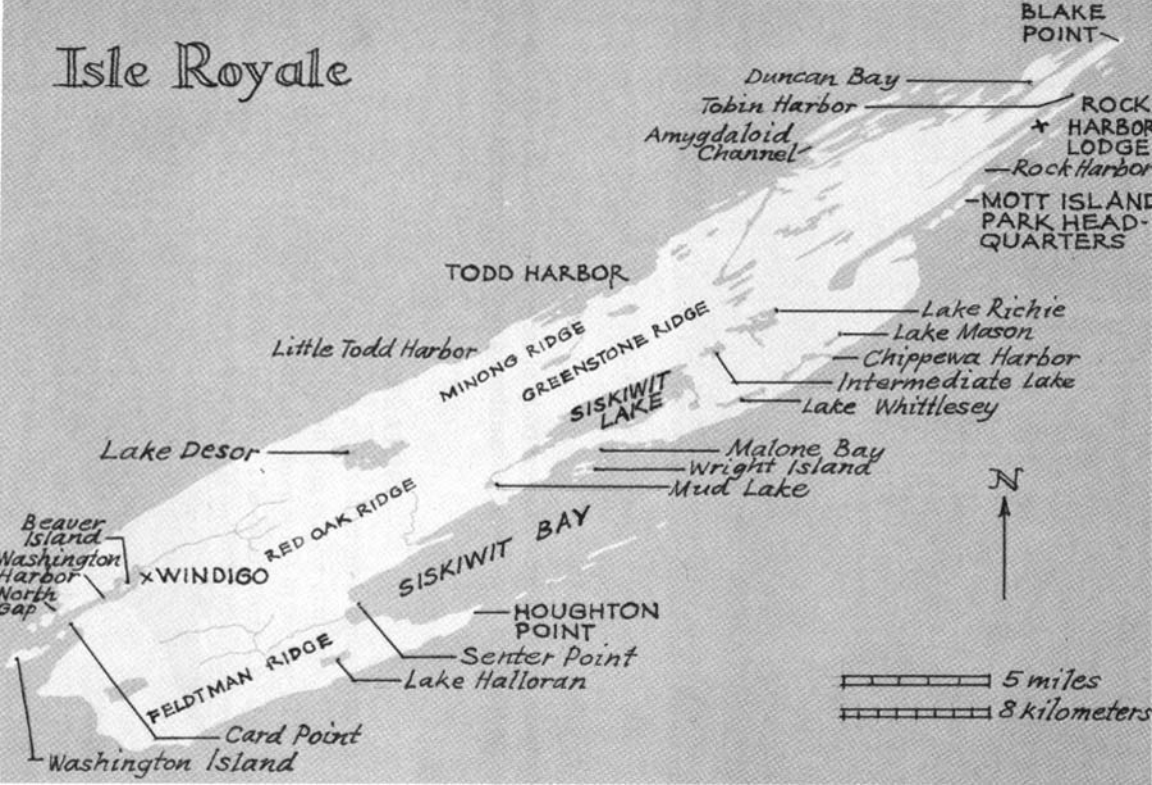 Isle Royale
BLAKE
POINT
Duncan Bay
Tobin Harbor
Amygdaloid
Channel
ROCK
HARBOR
LODGE
Rock Harbor
MOTT ISLAND
PARK HEAD-
QUARTERS
TODD HARBOR
Little Todd Harbor
MINONG RIDGE
GREENSTONE RIDGE
SISKIWIT
LAKE
Lake Richie
Lake Mason
Chippewa Harbor
Intermediate Lake
Lake Whittlesey
Lake Desor
Malone Bay
Wright Island
Mud Lake
N
RED OAK RIDGE
SISKIWIT BAY
Beaver
Island
Washington
Harbor
North
Gap
x WINDIGO
HOUGHTON
POINT
Senter Point
Lake Halloran
FELDTMAN RIDGE
Card Point
Washington Island
5 miles
8 kilometers